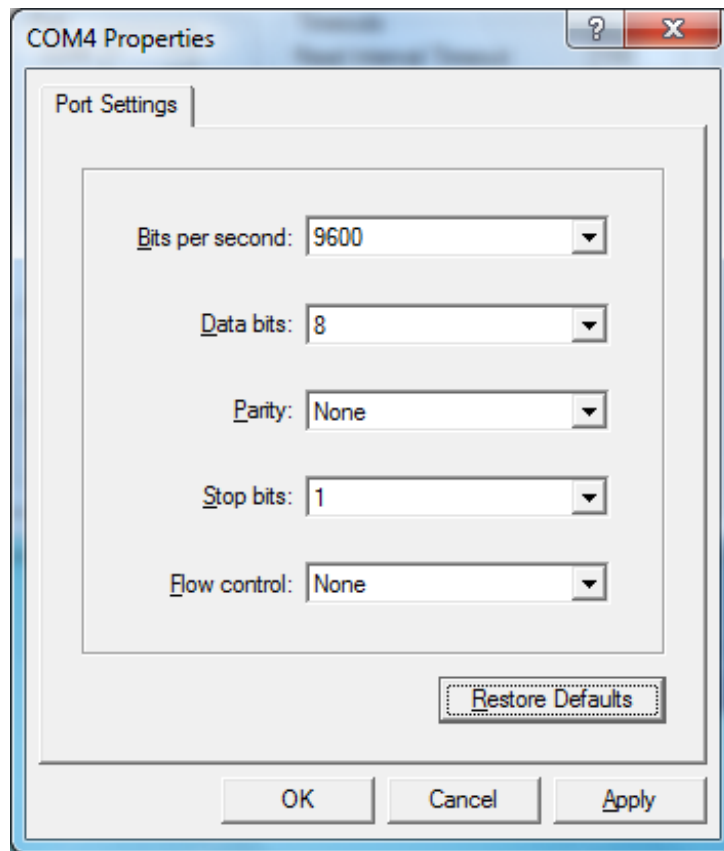 COM4 Properties
Port Settings
Bits per second: 9600
Data bits: 8
Parity: None
Stop bits: 1
Flow control: None
Restore Defaults
OK Cancel Apply